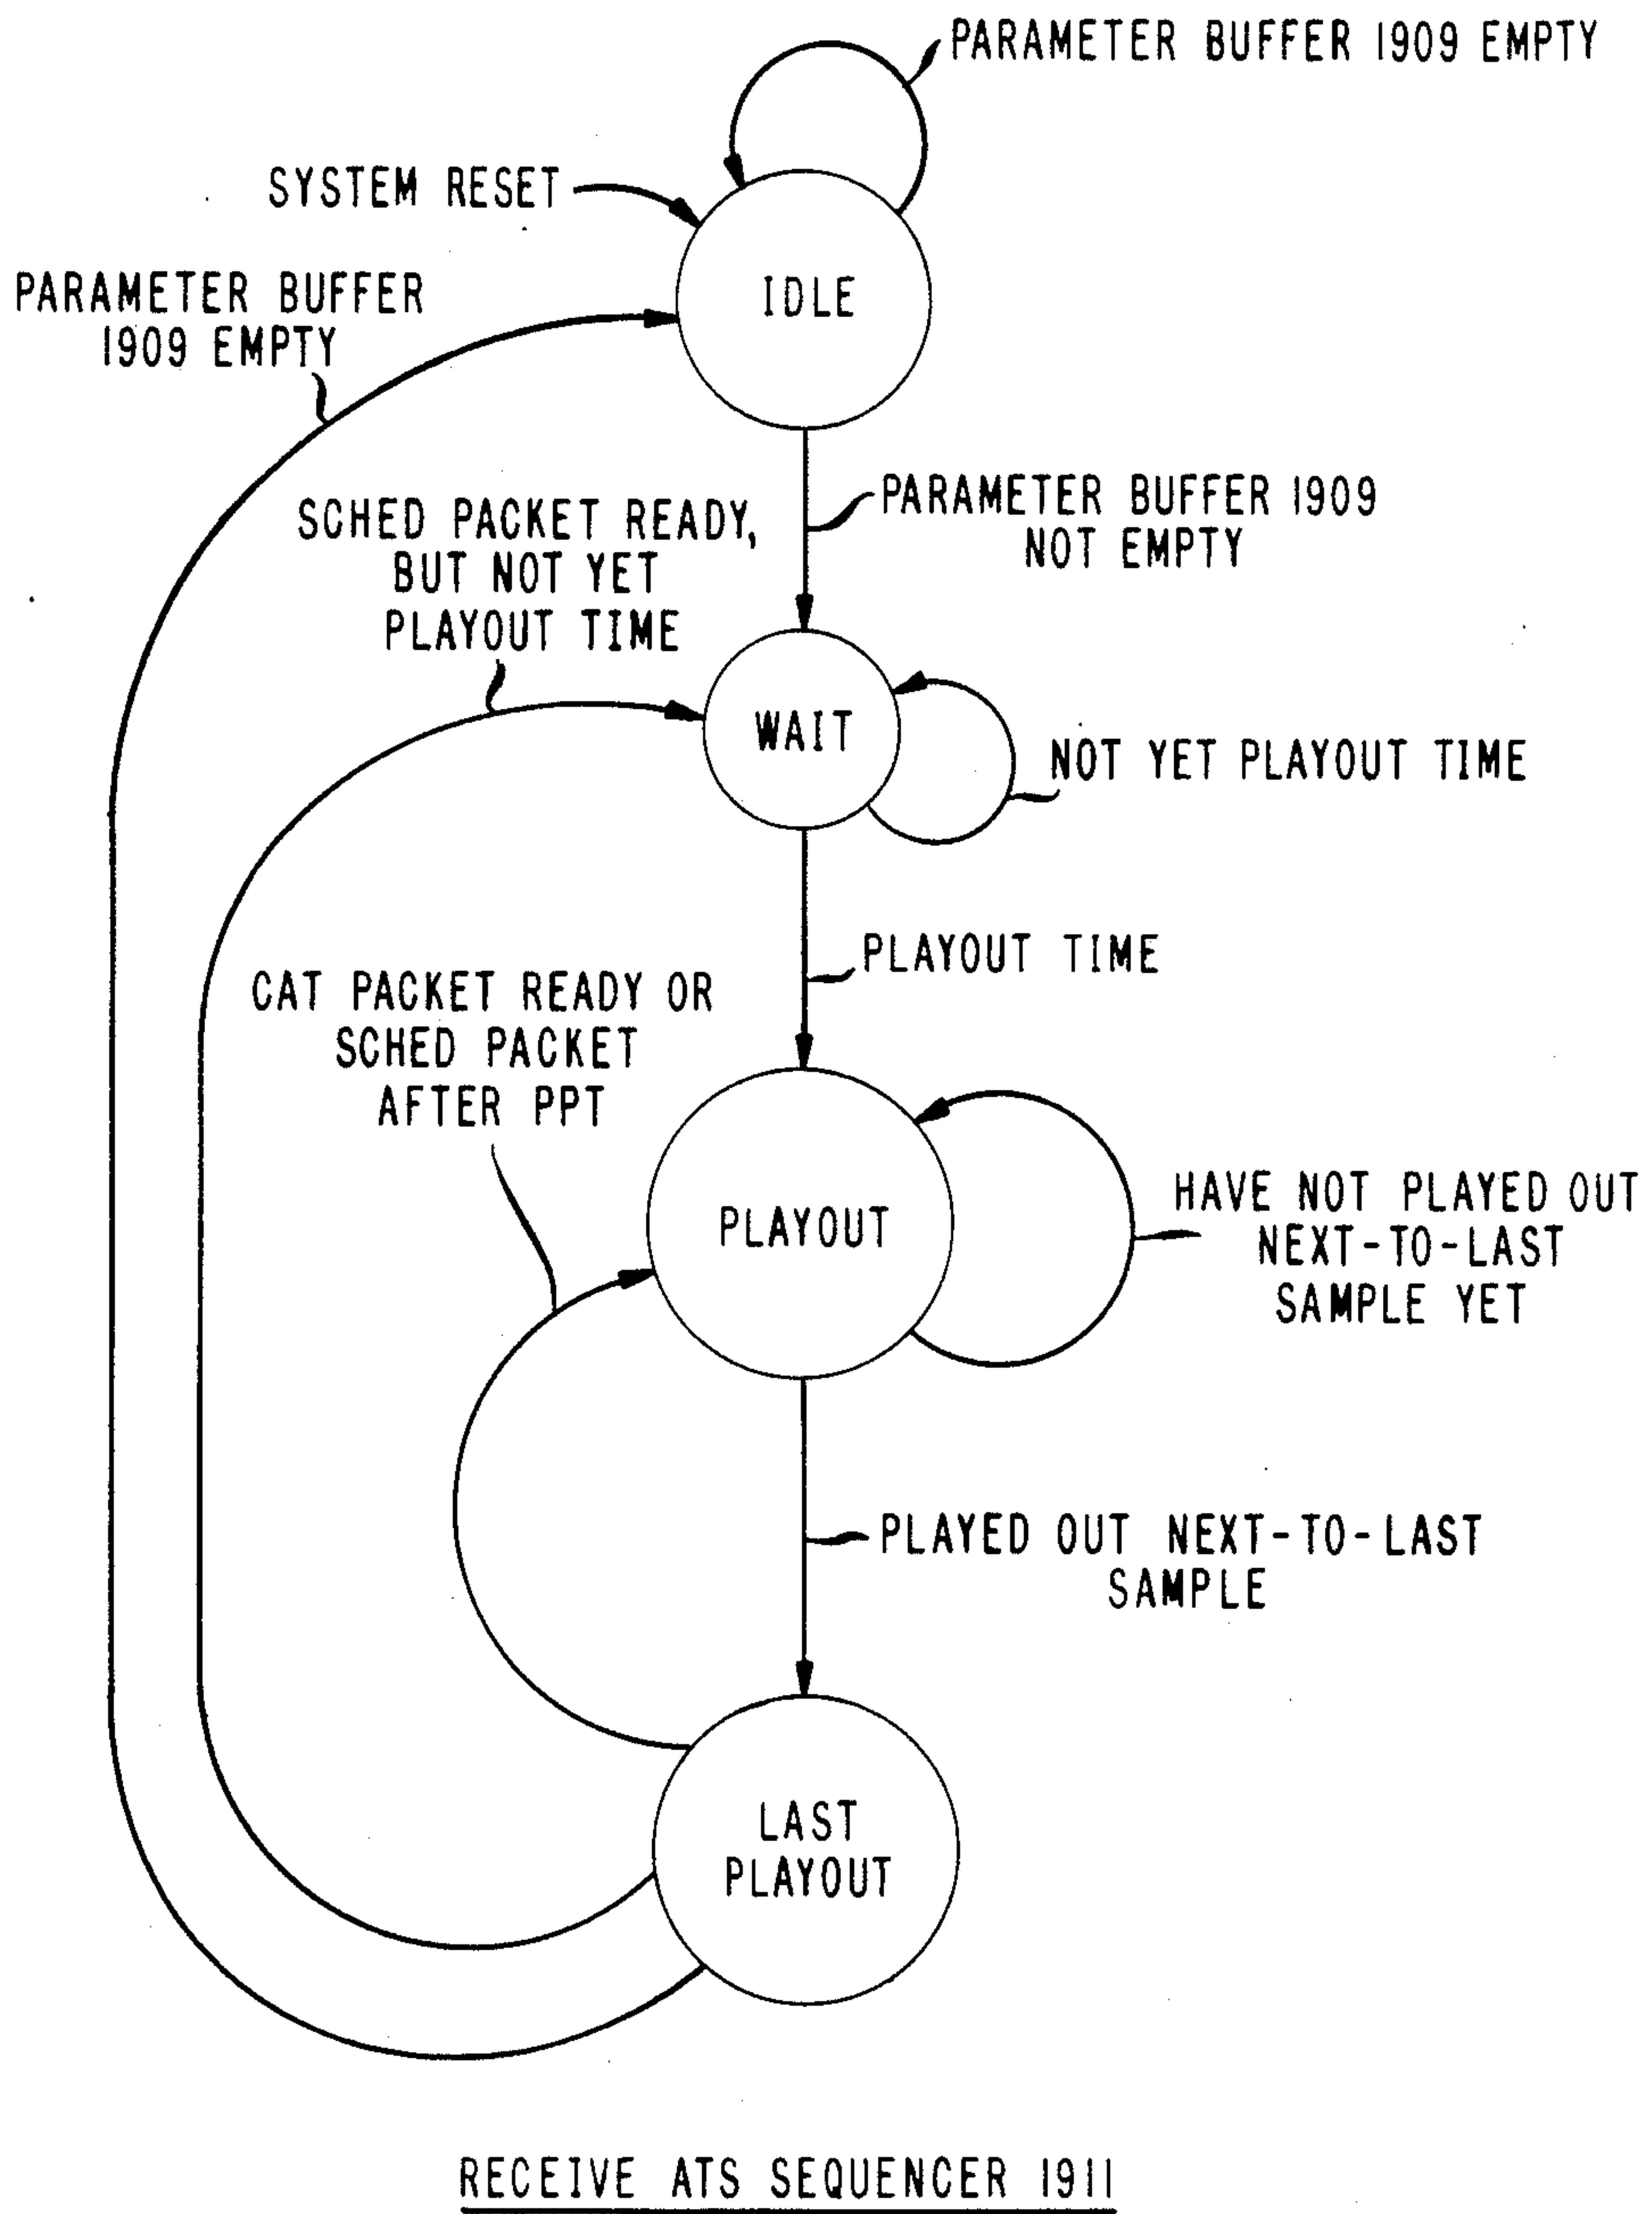 PARAMETER BUFFER 1909 EMPTY
SYSTEM RESET
IDLE
PARAMETER BUFFER
1909 EMPTY
PARAMETER BUFFER 1909
NOT EMPTY
SCHED PACKET READY,
BUT NOT YET
PLAYOUT TIME
WAIT
NOT YET PLAYOUT TIME
PLAYOUT TIME
CAT PACKET READY OR
SCHED PACKET
AFTER PPT
PLAYOUT
HAVE NOT PLAYED OUT
NEXT-TO-LAST
SAMPLE YET
PLAYED OUT NEXT-TO-LAST
SAMPLE
LAST
PLAYOUT
RECEIVE ATS SEQUENCER 1911